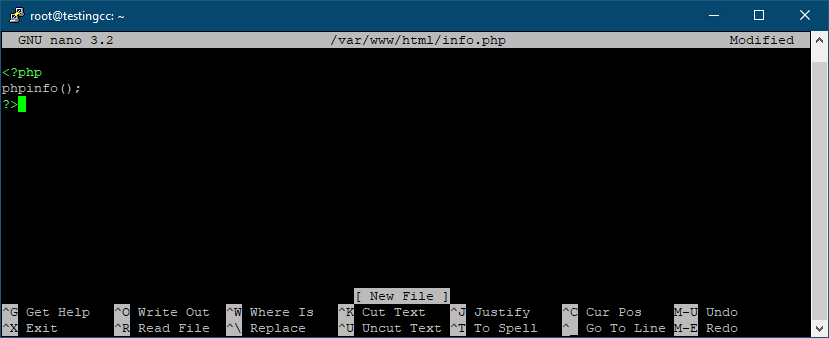 root@testingcc: ~
GNU nano 3.2 /var/www/html/info.php Modified
<?php
phpinfo();
?>
[ New File ]
^G Get Help ^O Write Out ^W Where Is ^K Cut Text ^J Justify ^C Cur Pos M-U Undo
^X Exit ^R Read File ^\ Replace ^U Uncut Text ^T To Spell ^_ Go To Line M-E Redo